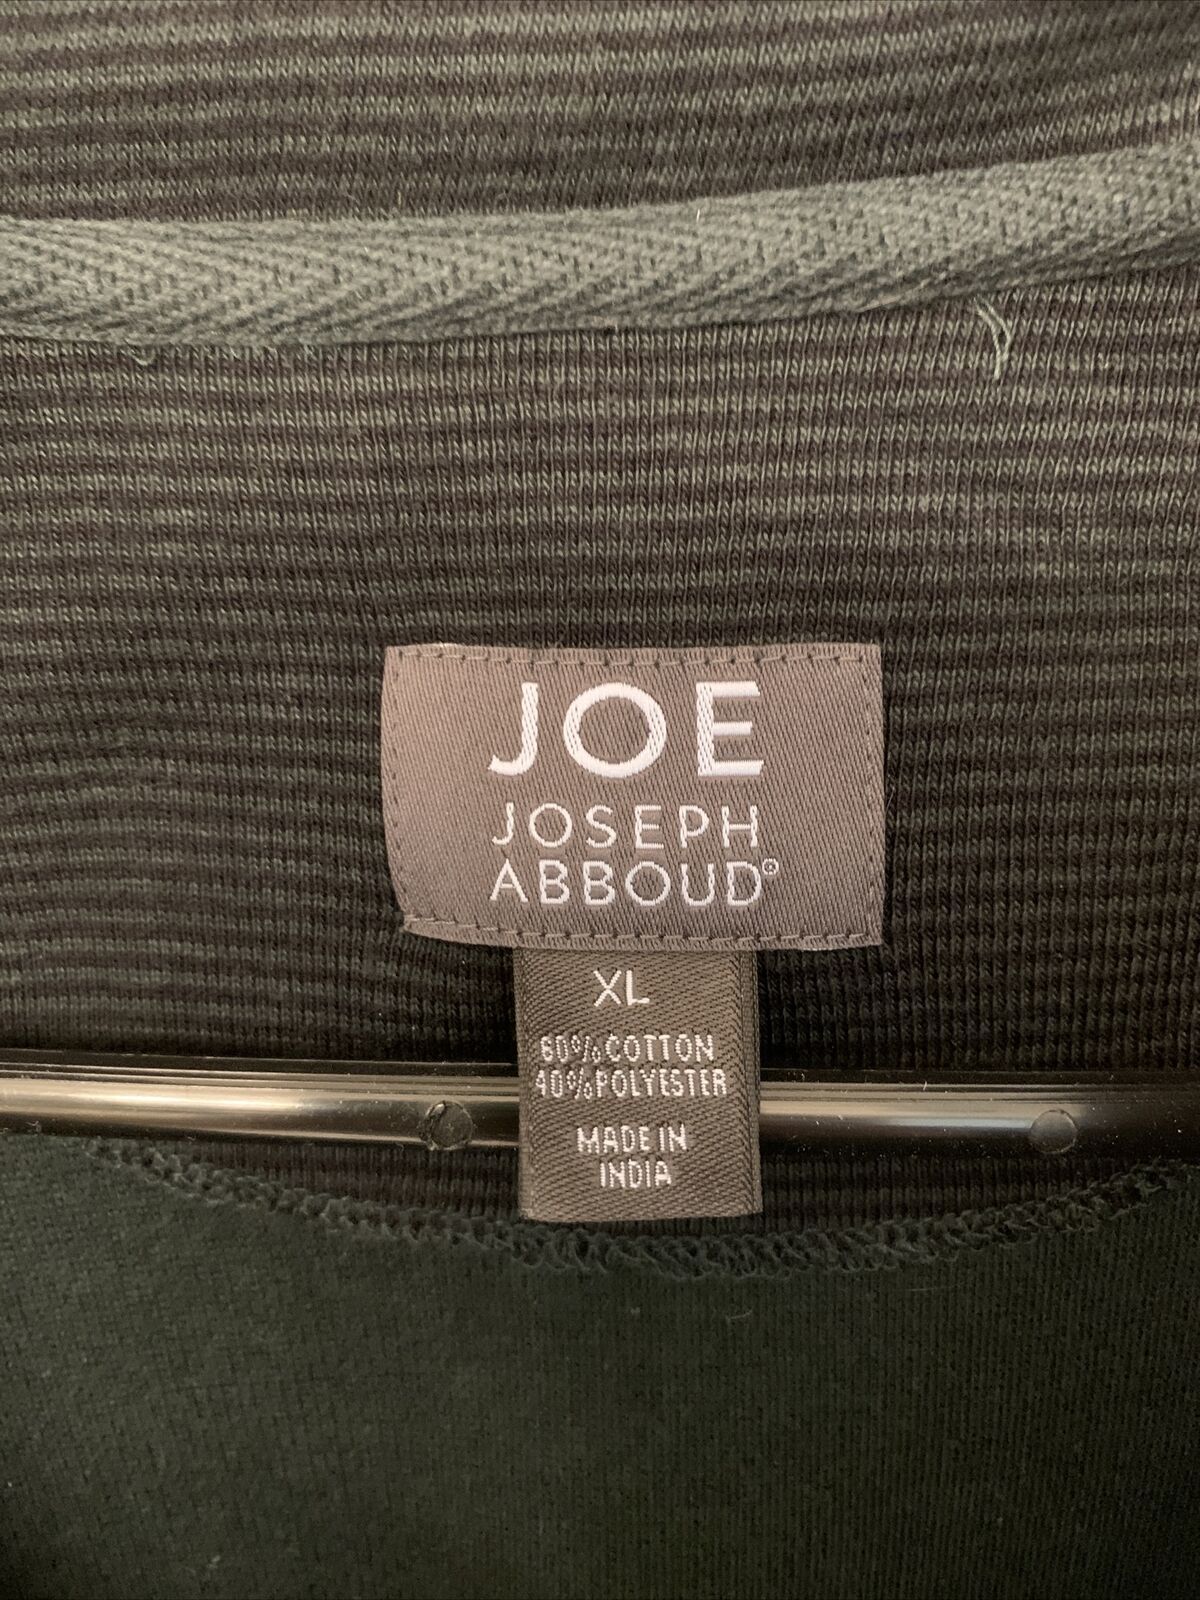 JOE
JOSEPH
ABBOUD®
XL
60% COTTON
40% POLYESTER
MADE IN
INDIA